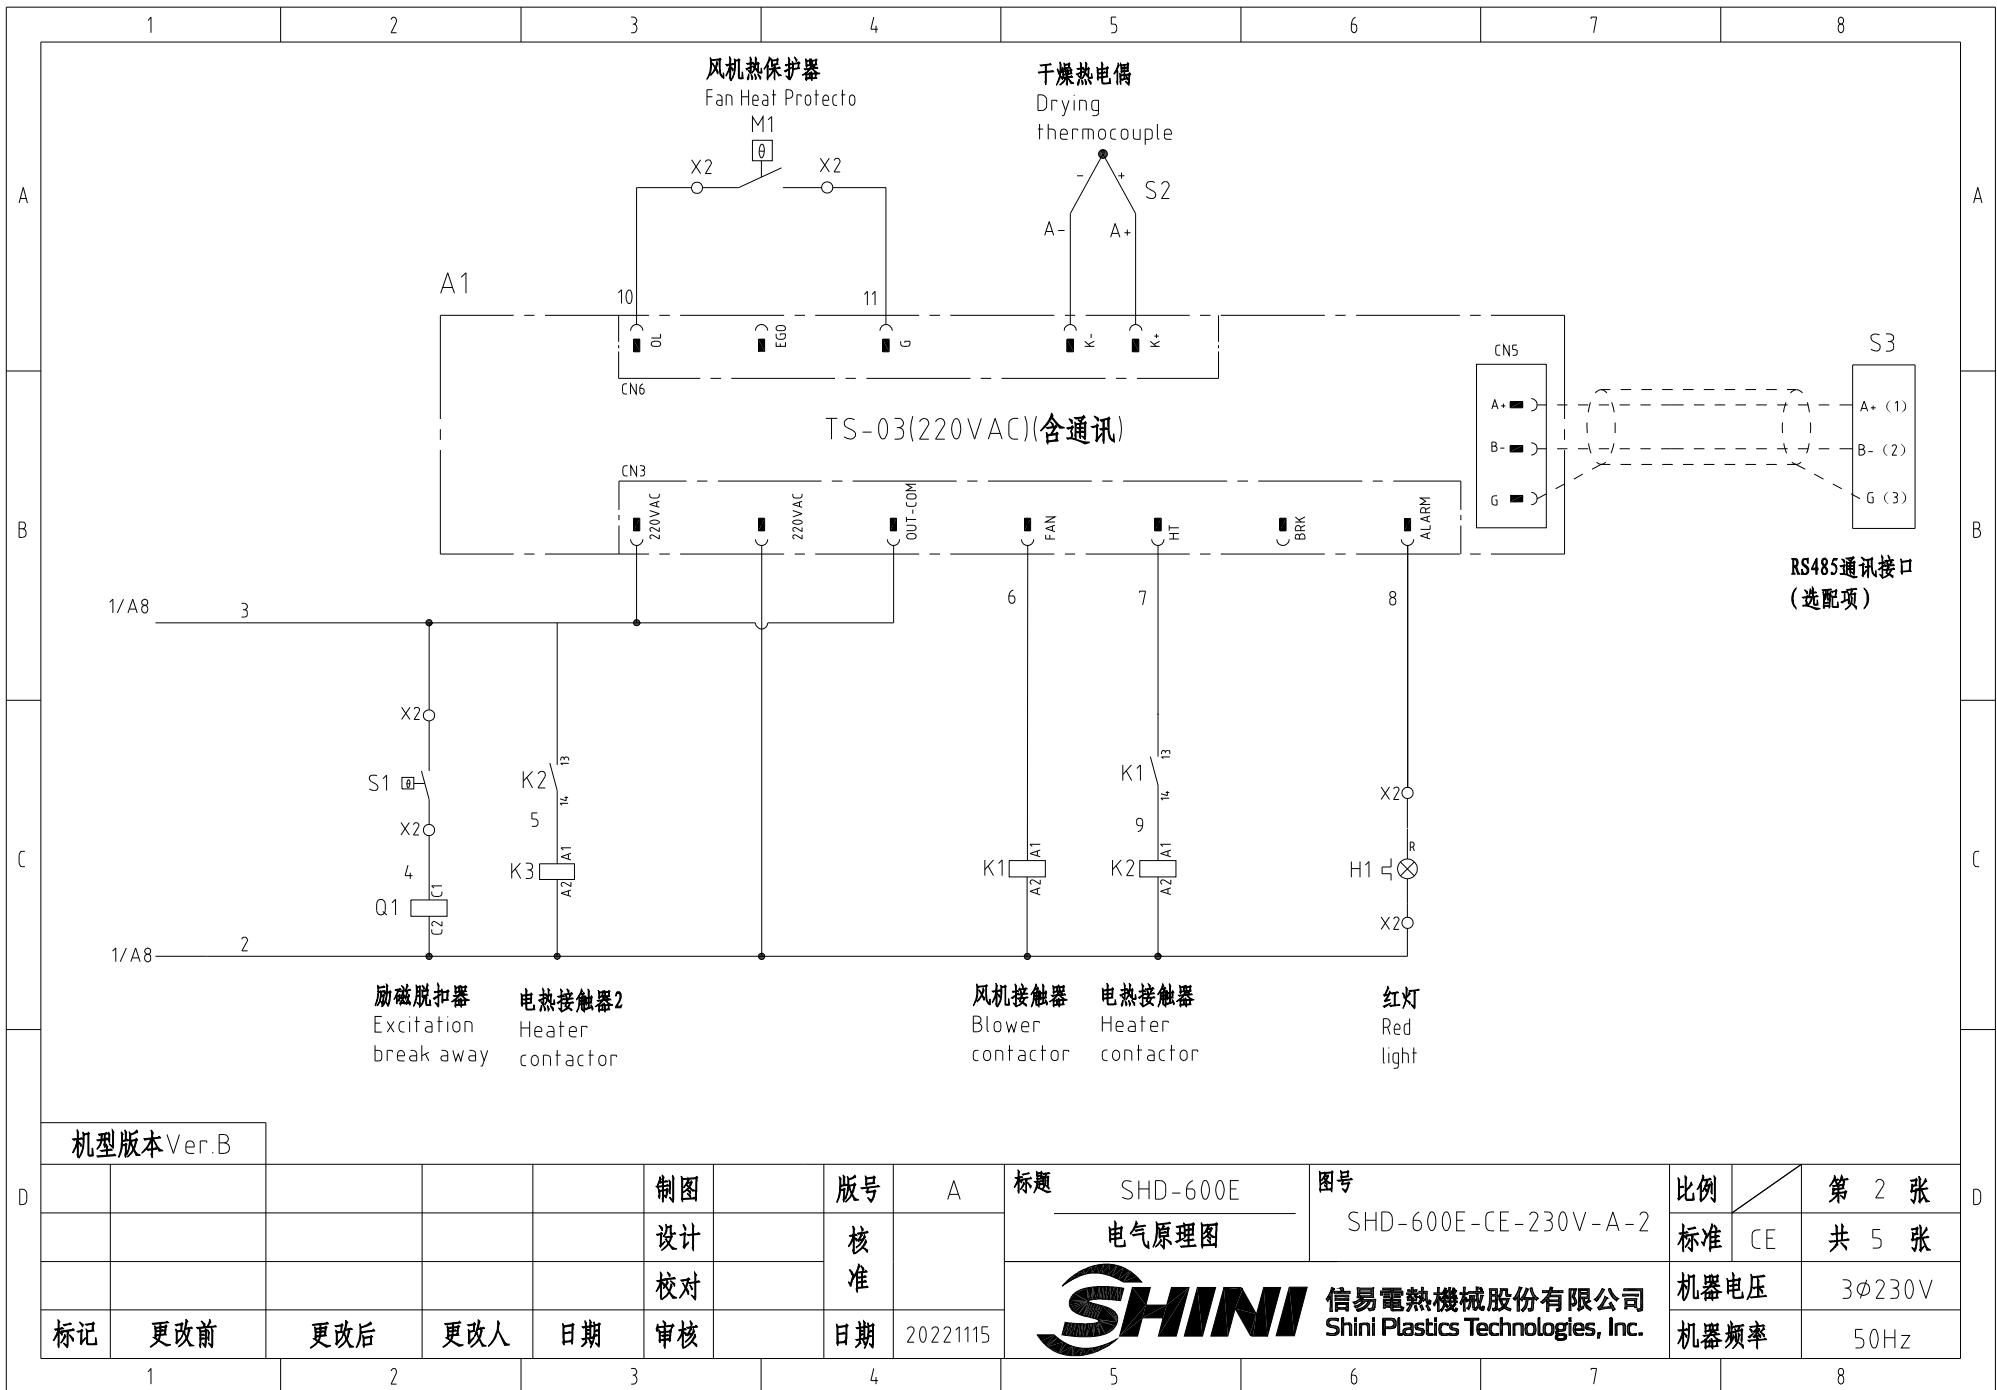 1 2 3 4 5 6 7 8
风机热保护器
Fan Heat Protecto
M1
θ
X2 X2
干燥热电偶
Drying
thermocouple
- +
S2
A- A+
A A
A1
10 11
OL EGO G K- K+
CN6
TS-03(220VAC)(含通讯)
CN5
A+
B-
G
S3
A+ (1)
B- (2)
G (3)
RS485通讯接口
(选配项)
CN3
220VAC 220VAC OUT-COM FAN HT BRK ALARM
B B
1/A8 3
6 7 8
X2
S1 θ
X2
4
Q1 C1 C2
K2 13 14
5
K3 A1 A2
K1 A1 A2
K1 13 14
9
K2 A1 A2
X2
R
H1
X2
C C
1/A8 2
励磁脱扣器
Excitation
break away
电热接触器2
Heater
contactor
风机接触器
Blower
contactor
电热接触器
Heater
contactor
红灯
Red
light
机型版本Ver.B
D D
制图 版号 A
设计 核准
校对
标记 更改前 更改后 更改人 日期 审核 日期 20221115
标题 SHD-600E
电气原理图
图号
SHD-600E-CE-230V-A-2
比例 第 2 张
标准 CE 共 5 张
机器电压 3Ø230V
机器频率 50Hz
SHINI
信易電熱機械股份有限公司
Shini Plastics Technologies, Inc.
1 2 3 4 5 6 7 8